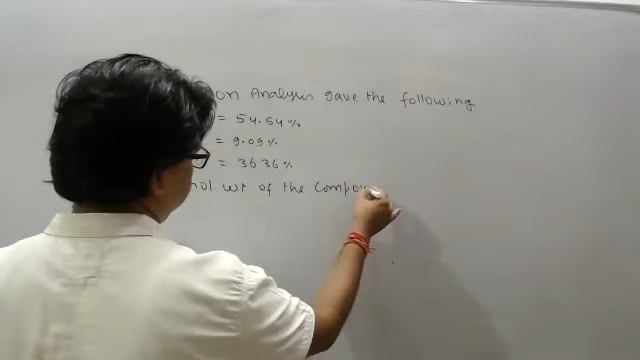 on Analysis gave the following
= 54.54%
= 9.09%
= 36.36%
mol. wt of the Compo